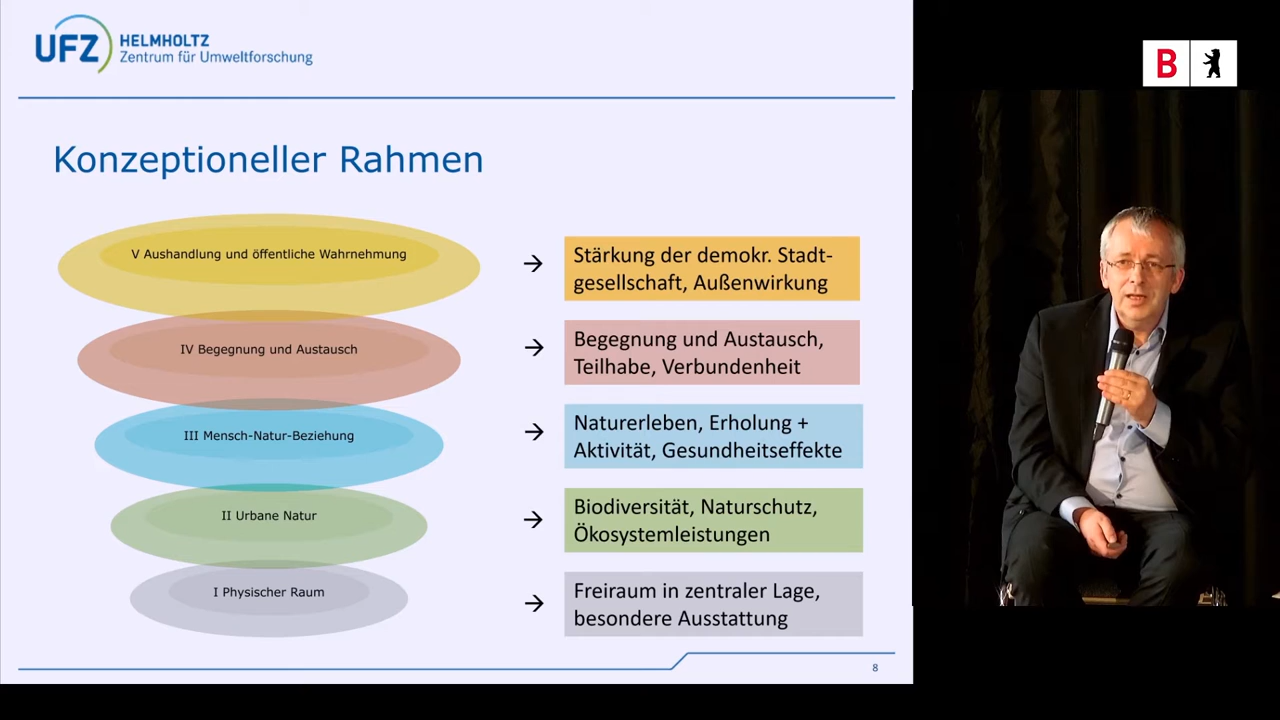 UFZ HELMHOLTZ
Zentrum für Umweltforschung
B
Konzeptioneller Rahmen
V Aushandlung und öffentliche Wahrnehmung
→ Stärkung der demokr. Stadt-
gesellschaft, Außenwirkung
IV Begegnung und Austausch
→ Begegnung und Austausch,
Teilhabe, Verbundenheit
III Mensch-Natur-Beziehung
→ Naturerleben, Erholung +
Aktivität, Gesundheitseffekte
II Urbane Natur
→ Biodiversität, Naturschutz,
Ökosystemleistungen
I Physischer Raum
→ Freiraum in zentraler Lage,
besondere Ausstattung
8